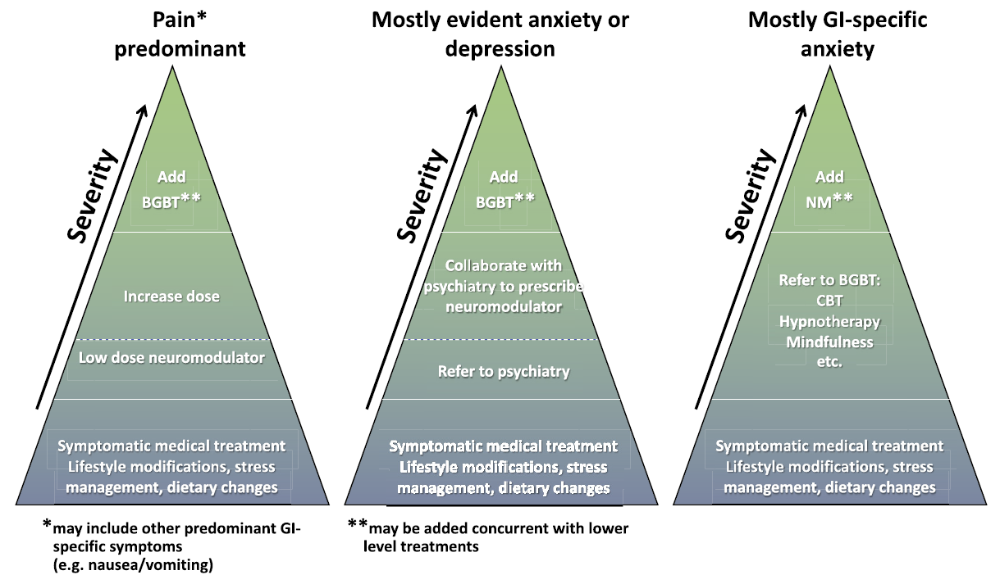 Pain*
predominant
Severity
Add
BGBT**
Increase dose
Low dose neuromodulator
Symptomatic medical treatment
Lifestyle modifications, stress
management, dietary changes
*may include other predominant GI-
specific symptoms
(e.g. nausea/vomiting)
Mostly evident anxiety or
depression
Severity
Add
BGBT**
Collaborate with
psychiatry to prescribe
neuromodulator
Refer to psychiatry
Symptomatic medical treatment
Lifestyle modifications, stress
management, dietary changes
**may be added concurrent with lower
level treatments
Mostly GI-specific
anxiety
Severity
Add
NM**
Refer to BGBT:
CBT
Hypnotherapy
Mindfulness
etc.
Symptomatic medical treatment
Lifestyle modifications, stress
management, dietary changes